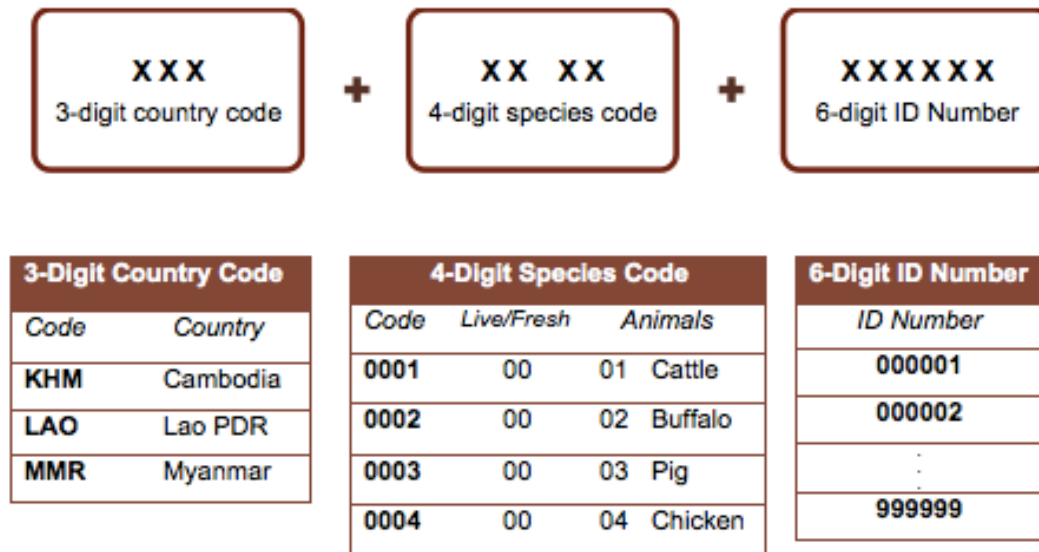 XXX
3-digit country code
+
XX XX
4-digit species code
+
XXXXXX
6-digit ID Number
3-Digit Country Code
Code Country
KHM Cambodia
LAO Lao PDR
MMR Myanmar
4-Digit Species Code
Code Live/Fresh Animals
0001 00 01 Cattle
0002 00 02 Buffalo
0003 00 03 Pig
0004 00 04 Chicken
6-Digit ID Number
ID Number
000001
000002
⋮
999999